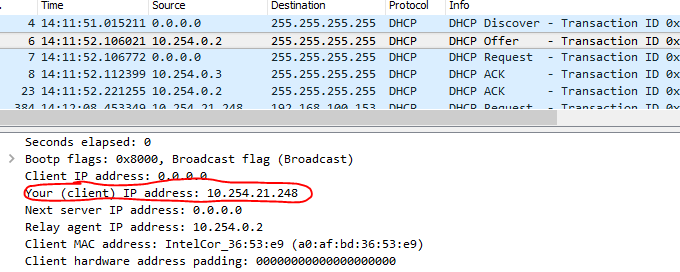 Time Source Destination Protocol Info
4 14:11:51.015211 0.0.0.0 255.255.255.255 DHCP DHCP Discover - Transaction ID 0x
6 14:11:52.106021 10.254.0.2 255.255.255.255 DHCP DHCP Offer - Transaction ID 0x
7 14:11:52.106772 0.0.0.0 255.255.255.255 DHCP DHCP Request - Transaction ID 0x
8 14:11:52.112399 10.254.0.3 255.255.255.255 DHCP DHCP ACK - Transaction ID 0x
23 14:11:52.221255 10.254.0.2 255.255.255.255 DHCP DHCP ACK - Transaction ID 0x
384 14:12:08.453349 10.254.21.248 192.168.100.153 DHCP DHCP Request - Transaction ID 0x
Seconds elapsed: 0
Bootp flags: 0x8000, Broadcast flag (Broadcast)
Client IP address: 0.0.0.0
Your (client) IP address: 10.254.21.248
Next server IP address: 0.0.0.0
Relay agent IP address: 10.254.0.2
Client MAC address: IntelCor_36:53:e9 (a0:af:bd:36:53:e9)
Client hardware address padding: 00000000000000000000